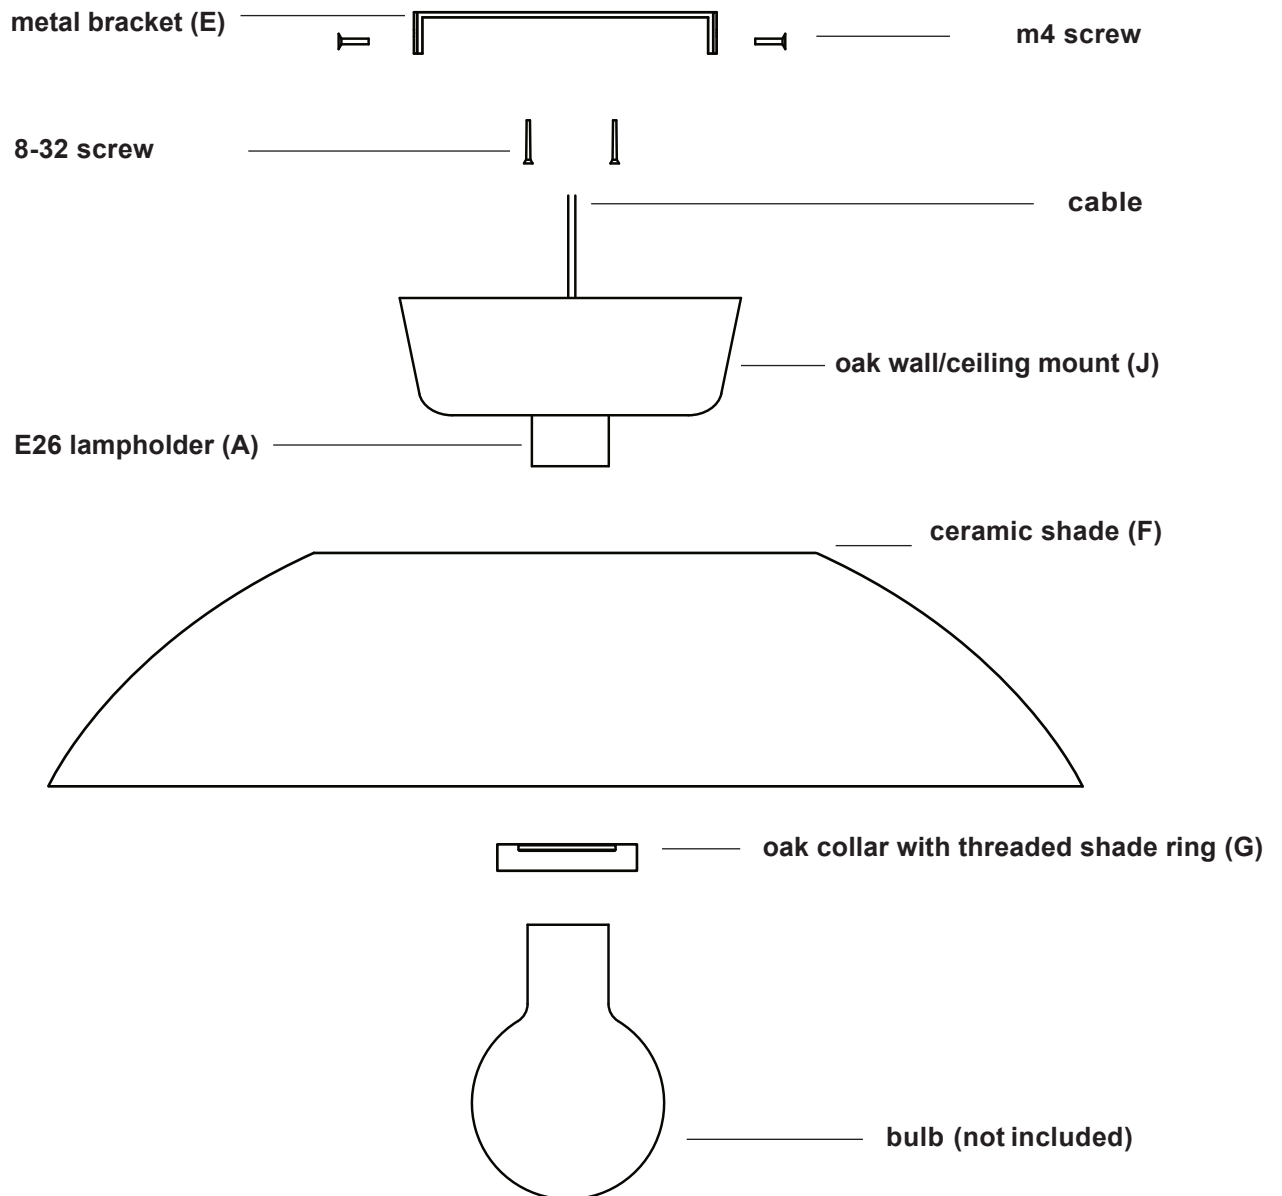 metal bracket (E)
m4 screw
8-32 screw
cable
oak wall/ceiling mount (J)
E26 lampholder (A)
ceramic shade (F)
oak collar with threaded shade ring (G)
bulb (not included)